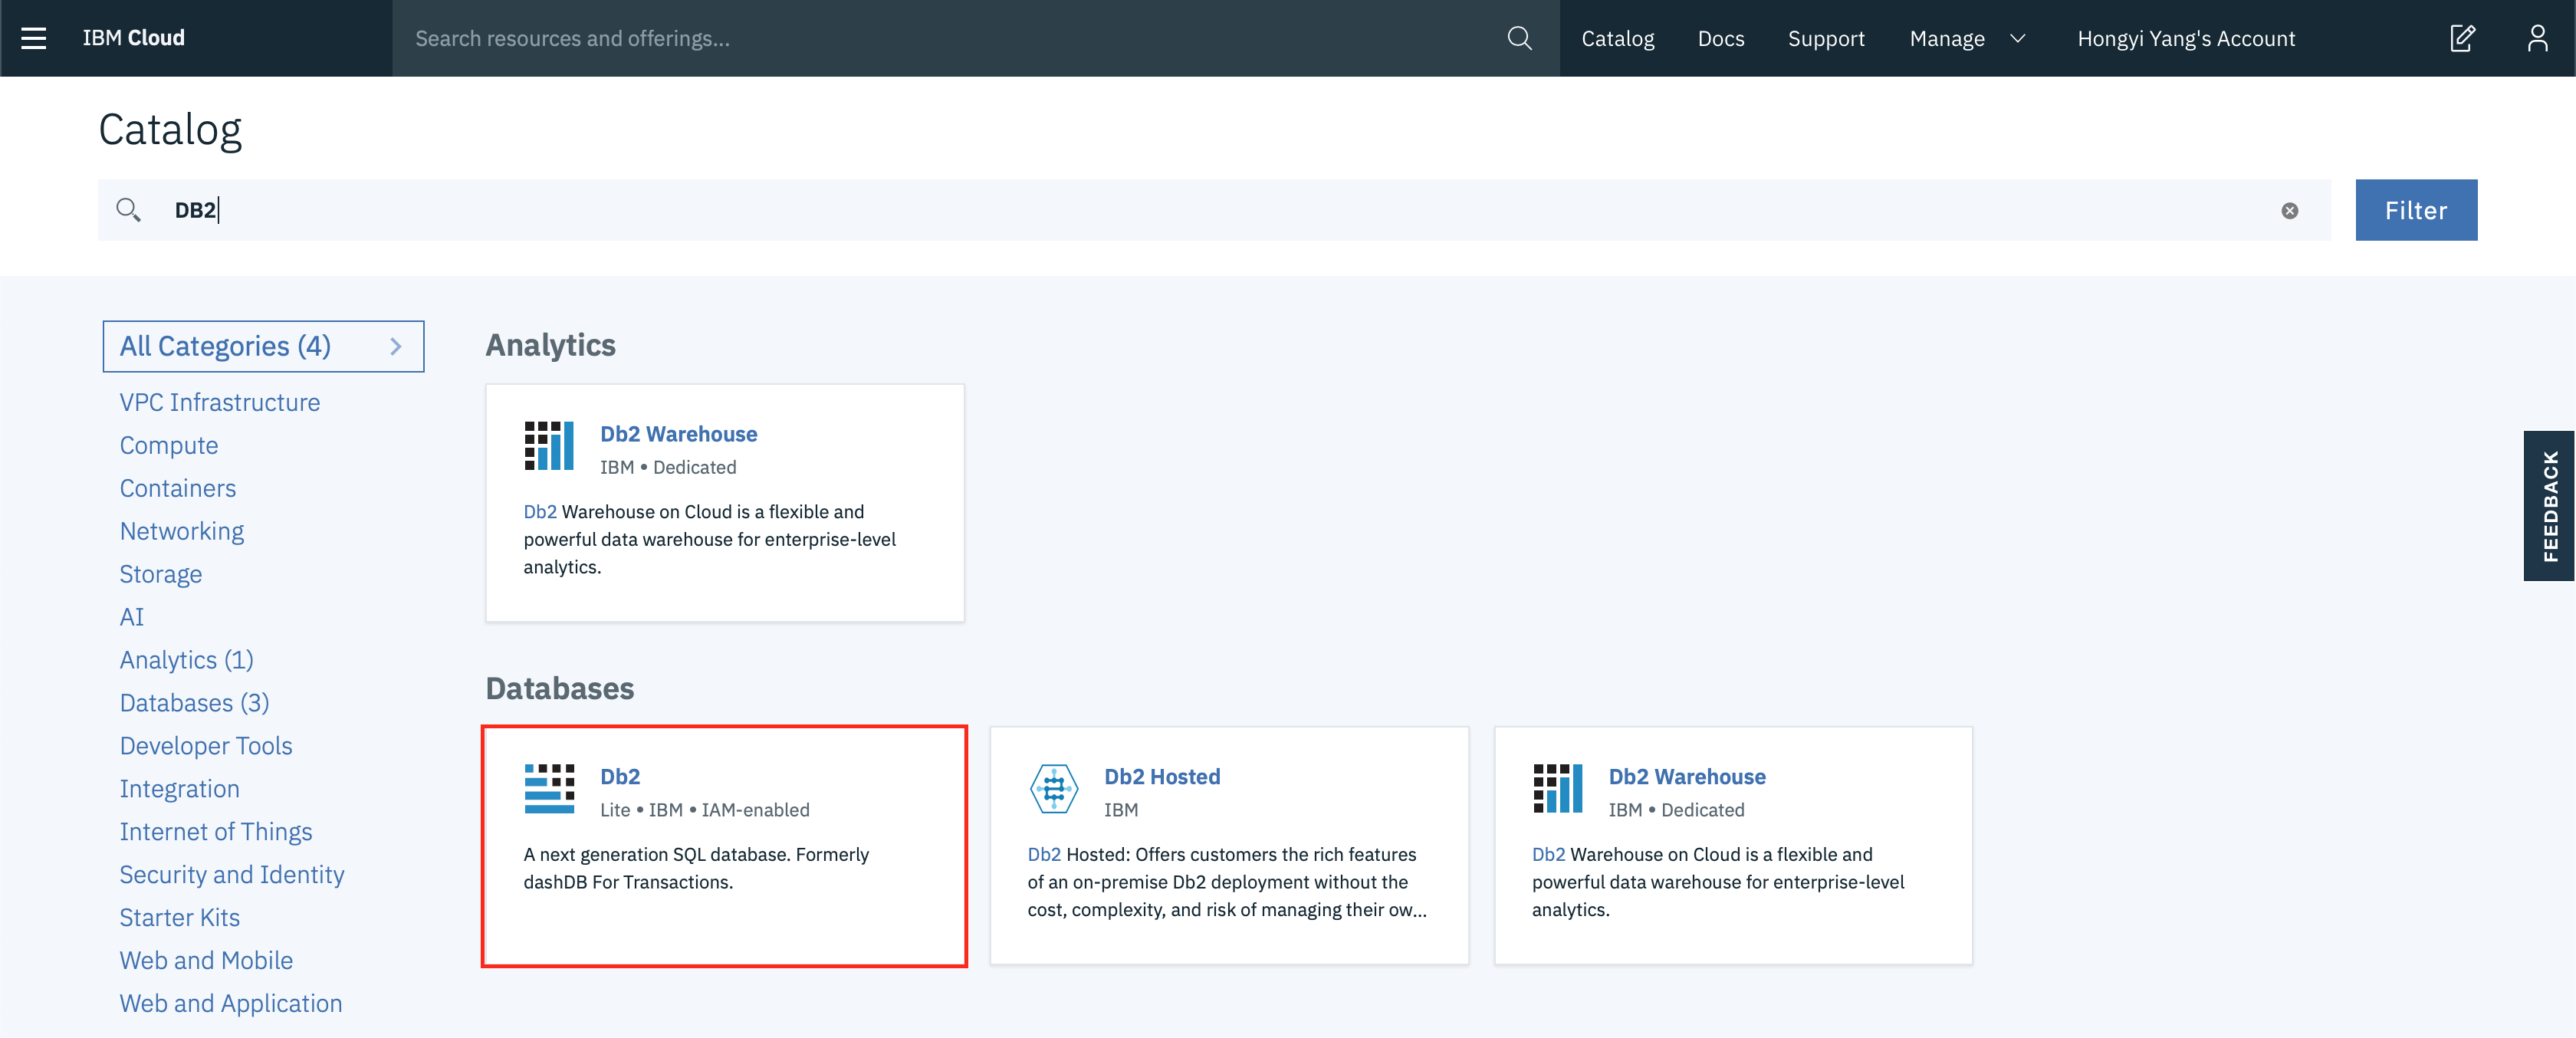 IBM Cloud
Search resources and offerings...
Catalog
Docs
Support
Manage
Hongyi Yang's Account
Catalog
DB2
Filter
All Categories (4)
VPC Infrastructure
Compute
Containers
Networking
Storage
AI
Analytics (1)
Databases (3)
Developer Tools
Integration
Internet of Things
Security and Identity
Starter Kits
Web and Mobile
Web and Application
Analytics
Db2 Warehouse
IBM • Dedicated
Db2 Warehouse on Cloud is a flexible and
powerful data warehouse for enterprise-level
analytics.
Databases
Db2
Lite • IBM • IAM-enabled
A next generation SQL database. Formerly
dashDB For Transactions.
Db2 Hosted
IBM
Db2 Hosted: Offers customers the rich features
of an on-premise Db2 deployment without the
cost, complexity, and risk of managing their ow...
Db2 Warehouse
IBM • Dedicated
Db2 Warehouse on Cloud is a flexible and
powerful data warehouse for enterprise-level
analytics.
FEEDBACK